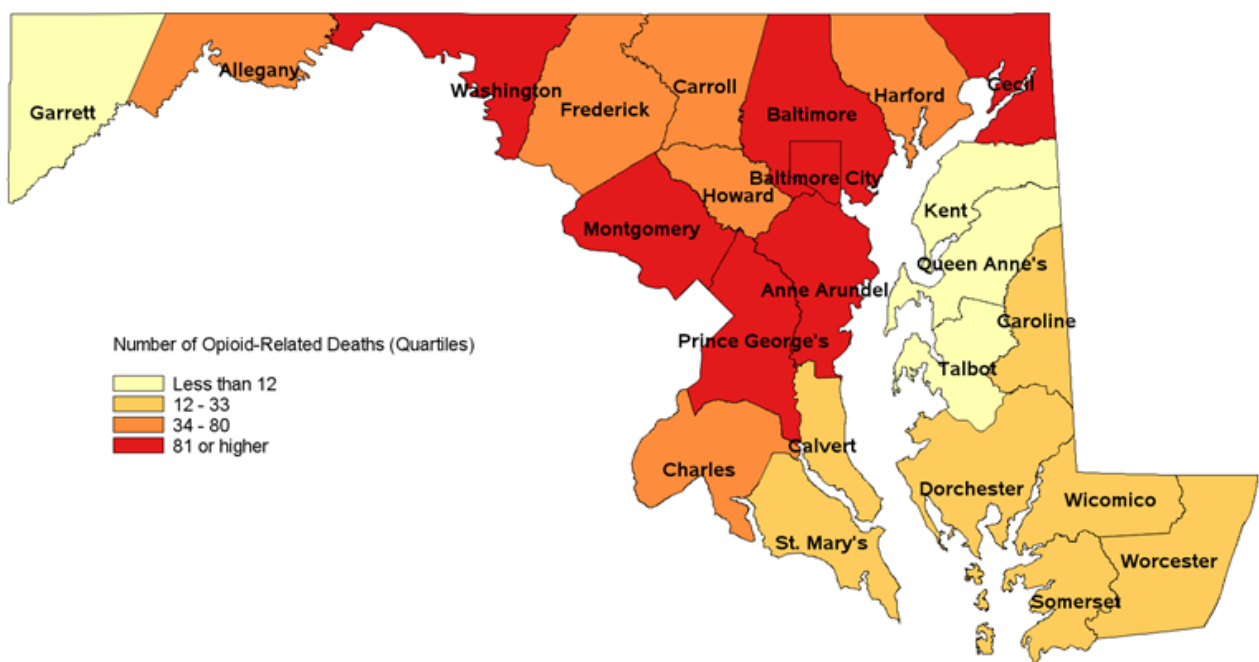 Allegany
Garrett
Washington
Frederick
Carroll
Baltimore
Harford
Cecil
Baltimore City
Howard
Montgomery
Kent
Queen Anne's
Anne Arundel
Prince George's
Caroline
Talbot
Number of Opioid-Related Deaths (Quartiles)
Less than 12
12 - 33
34 - 80
81 or higher
Calvert
Charles
Dorchester
Wicomico
St. Mary's
Worcester
Somerset